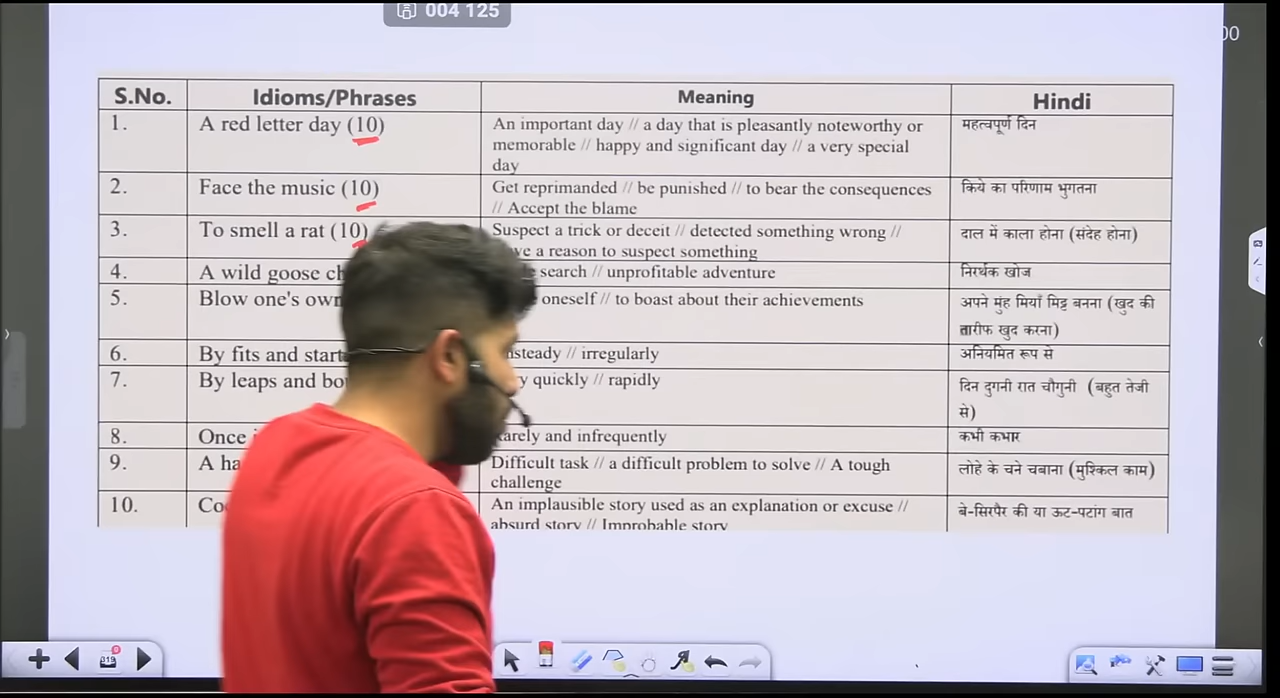 004 125
00
S.No. Idioms/Phrases Meaning Hindi
1. A red letter day (10) An important day // a day that is pleasantly noteworthy or महत्वपूर्ण दिन
memorable // happy and significant day // a very special
day
2. Face the music (10) Get reprimanded // be punished // to bear the consequences किये का परिणाम भुगतना
// Accept the blame
3. To smell a rat (10) Suspect a trick or deceit // detected something wrong // दाल में काला होना (संदेह होना)
a reason to suspect something
4. A wild goose search // unprofitable adventure निरर्थक खोज
5. Blow one's own oneself // to boast about their achievements अपने मुंह मियाँ मिट्ठू बनना (खुद की
तारीफ खुद करना)
6. By fits and irregularly अनियमित रूप से
7. By leaps and quickly // rapidly दिन दुगनी रात चौगुनी (बहुत तेजी
से)
8. Once rarely and infrequently कभी कभार
9. A Difficult task // a difficult problem to solve // A tough लोहे के चने चबाना (मुश्किल काम)
challenge
10. An implausible story used as an explanation or excuse // बे-सिरपैर की या ऊट-पटांग बात
absurd story // Improbable story
319